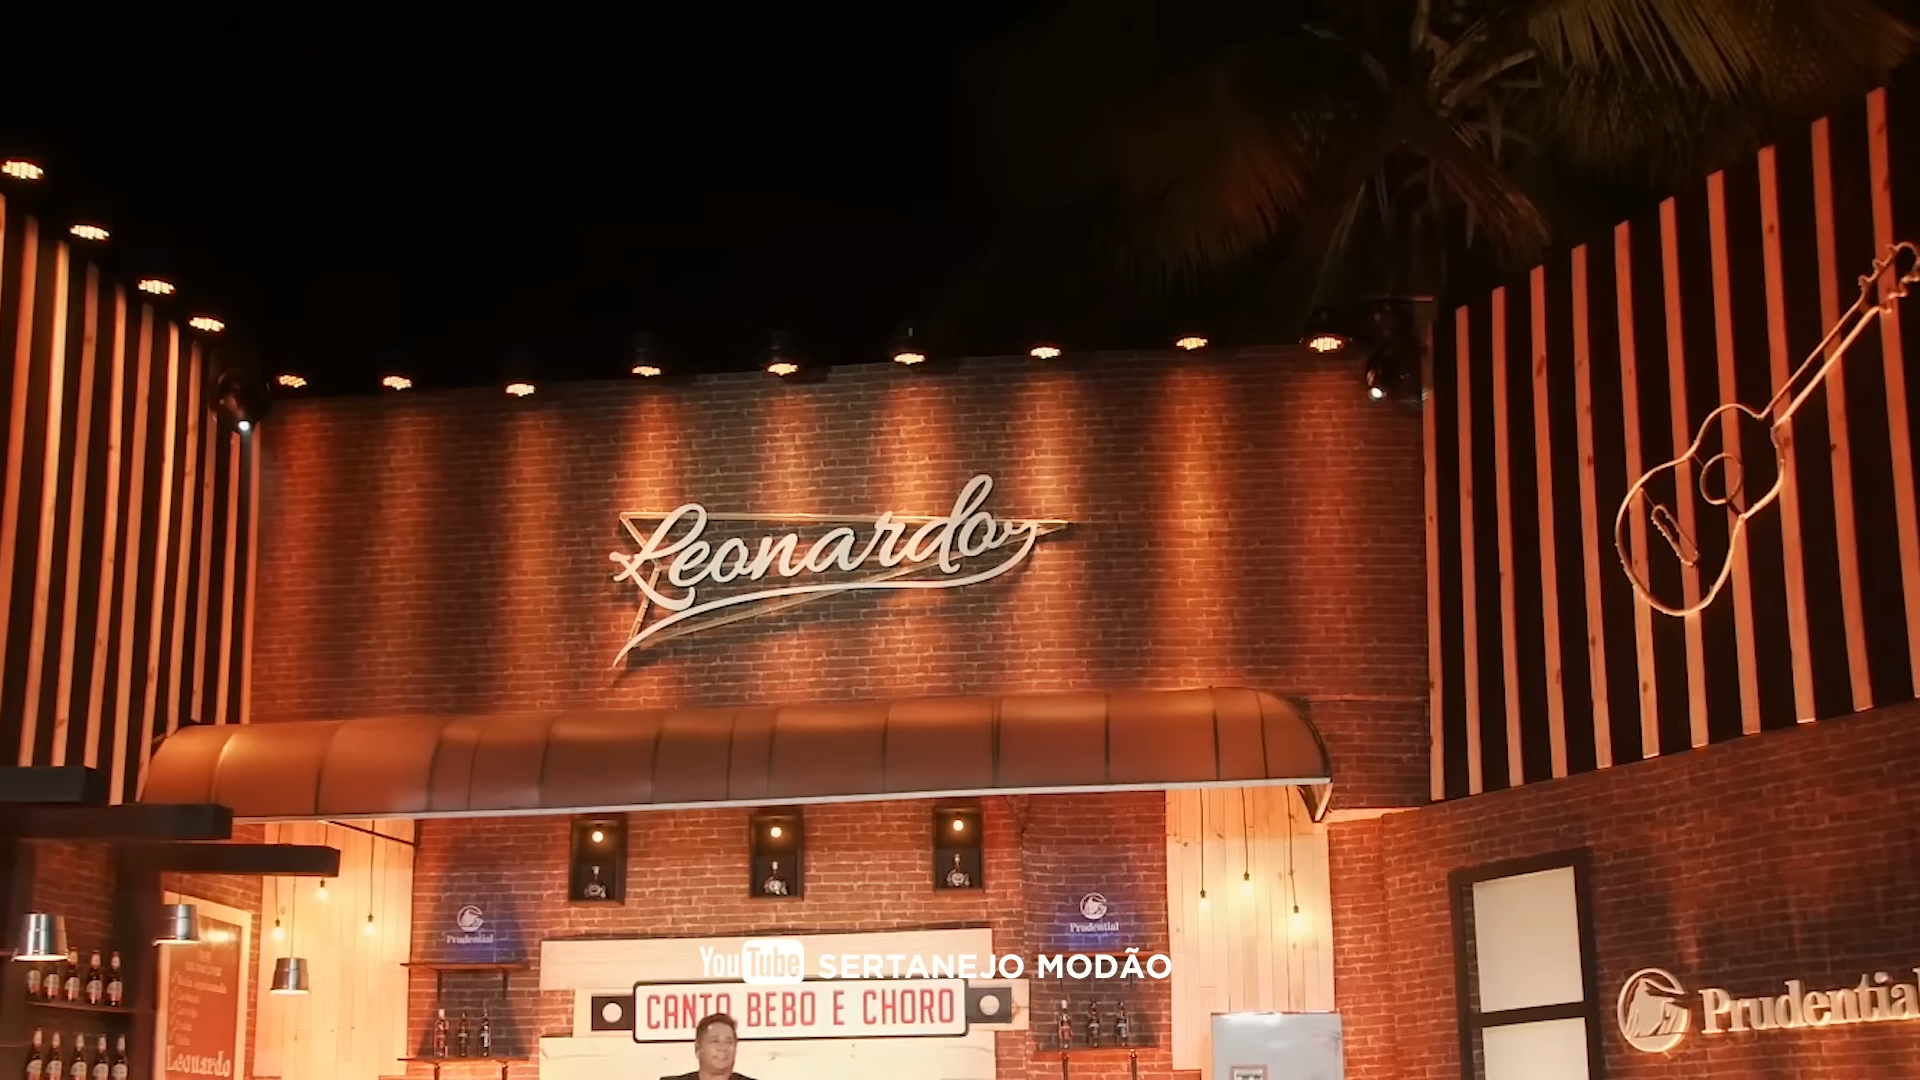 Leonardo
Prudential
Prudential
YouTube SERTANEJO MODÃO
CANTO BEBO E CHORO
Prudential
Leonardo